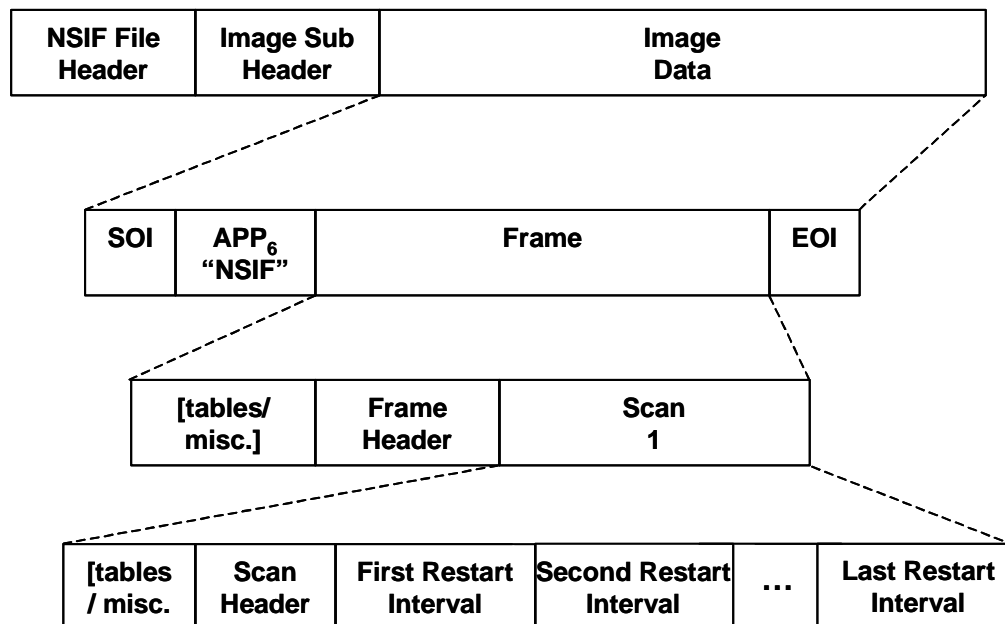 NSIF File Image Sub Image
Header Header Data
SOI APP6 Frame EOI
“NSIF”
[tables/ Frame Scan
misc.] Header 1
[tables Scan First Restart Second Restart ... Last Restart
/ misc. Header Interval Interval Interval